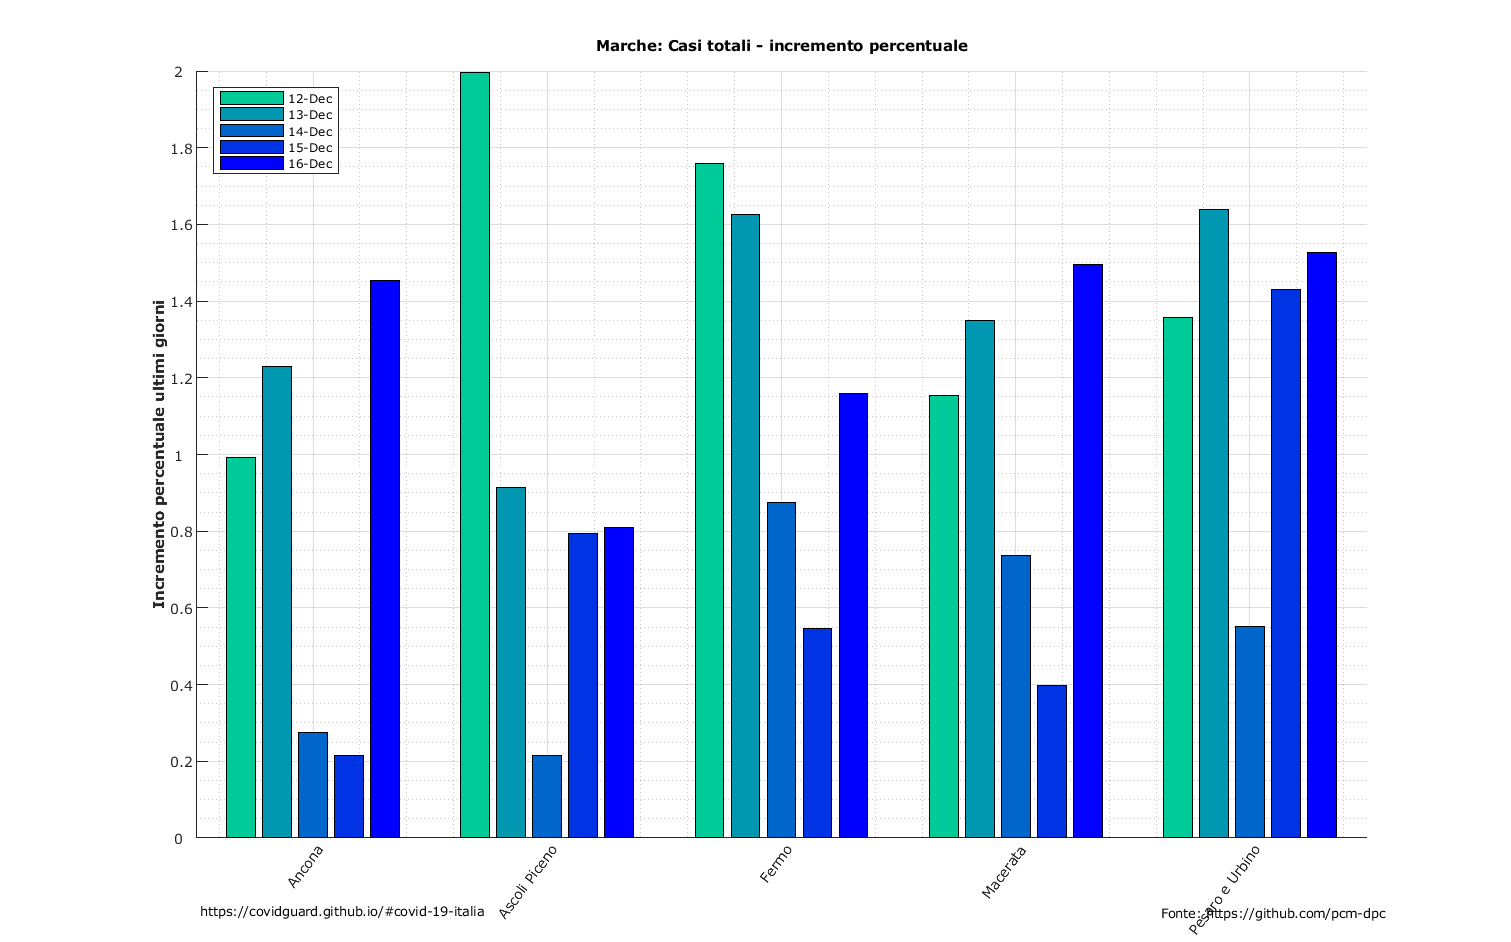 Marche: Casi totali - incremento percentuale
12-Dec
13-Dec
14-Dec
15-Dec
16-Dec
Incremento percentuale ultimi giorni
2
1.8
1.6
1.4
1.2
1
0.8
0.6
0.4
0.2
0
Ancona
Ascoli Piceno
Fermo
Macerata
Pesaro e Urbino
https://covidguard.github.io/#covid-19-italia
Fonte: https://github.com/pcm-dpc